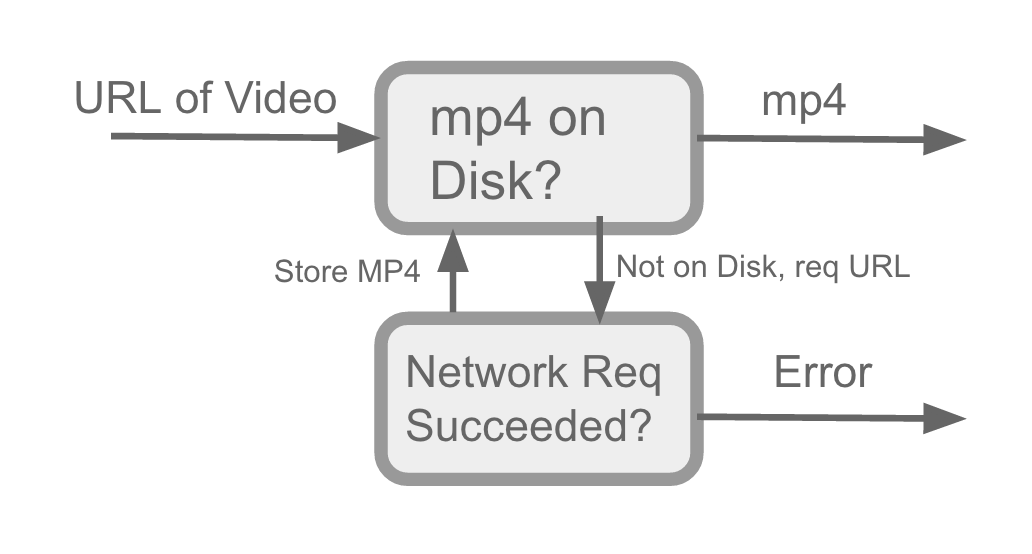 URL of Video
mp4 on
Disk?
mp4
Store MP4
Not on Disk, req URL
Network Req
Succeeded?
Error